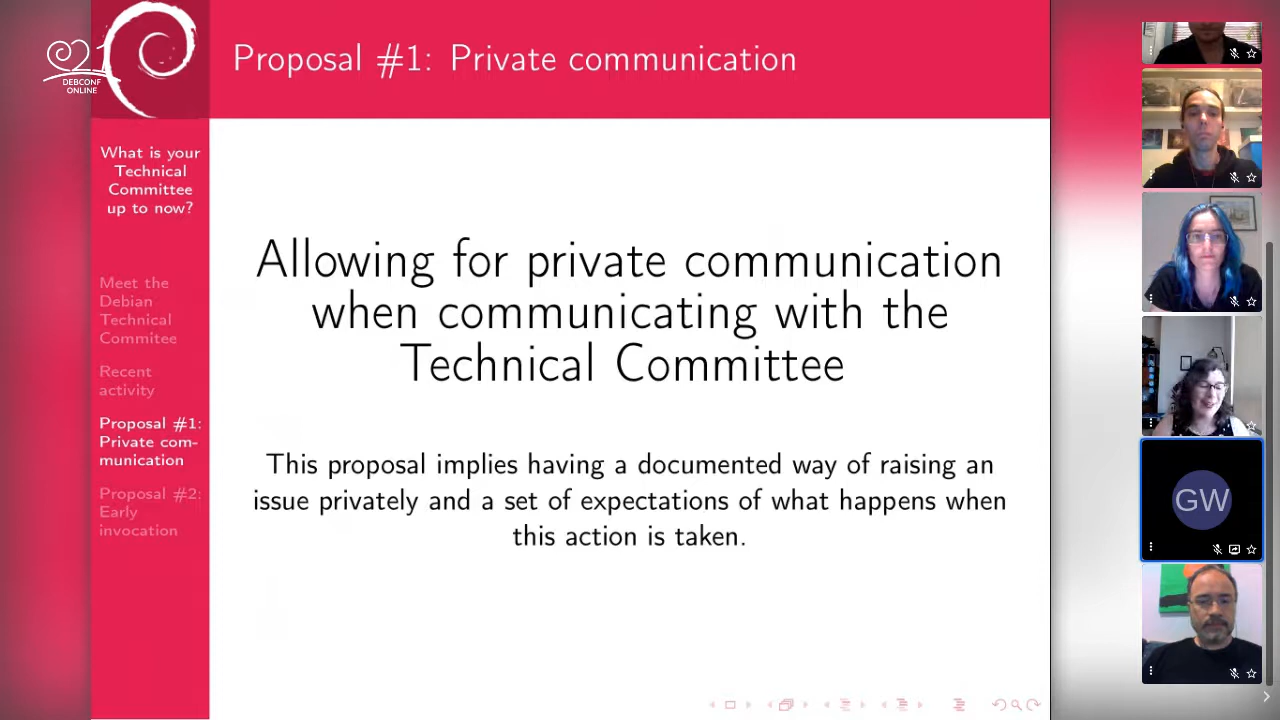 DEBCONF
ONLINE
Proposal #1: Private communication
What is your
Technical
Committee
up to now?
Meet the
Debian
Technical
Commitee
Recent
activity
Proposal #1:
Private com-
munication
Proposal #2:
Early
invocation
Allowing for private communication
when communicating with the
Technical Committee
This proposal implies having a documented way of raising an
issue privately and a set of expectations of what happens when
this action is taken.
GW